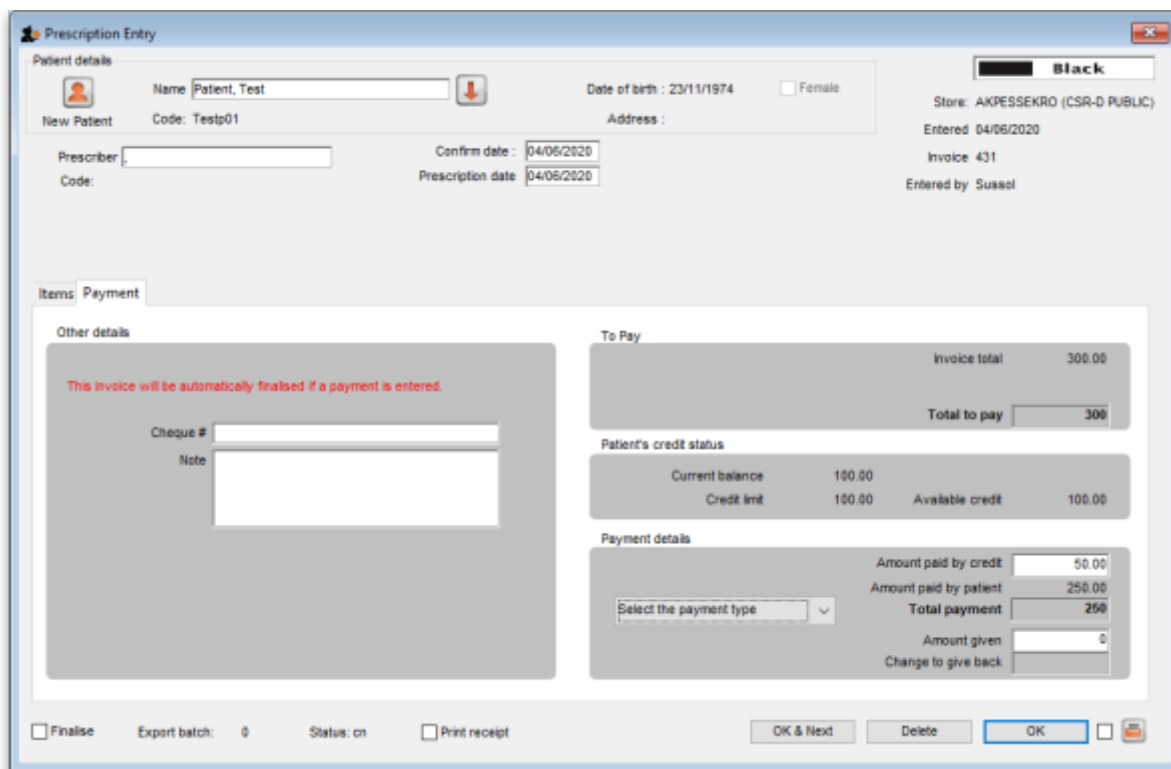 Prescription Entry
Patient details
Black
Name Patient, Test
Date of birth : 23/11/1974
Female
Store: AKPESSEKRO (CSR-D PUBLIC)
New Patient
Code: Testp01
Address :
Entered 04/06/2020
Prescriber ,
Confirm date : 04/06/2020
Invoice 431
Code:
Prescription date 04/06/2020
Entered by Sussol
Items
Payment
Other details
This invoice will be automatically finalised if a payment is entered.
Cheque #
Note
To Pay
Invoice total 300.00
Total to pay 300
Patient's credit status
Current balance 100.00
Credit limit 100.00 Available credit 100.00
Payment details
Amount paid by credit 50.00
Amount paid by patient 250.00
Select the payment type
Total payment 250
Amount given 0
Change to give back
Finalise
Export batch: 0
Status: cn
Print receipt
OK & Next
Delete
OK